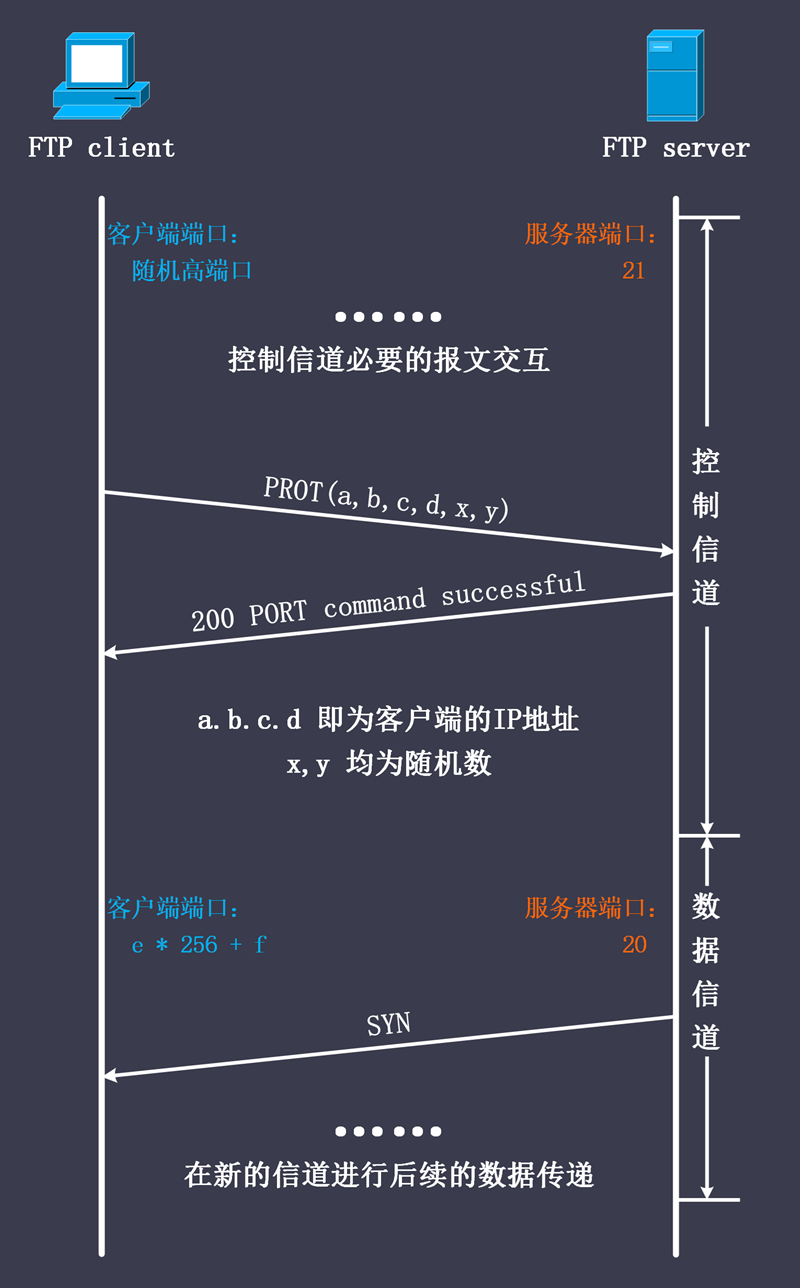 FTP client
FTP server
客户端端口:
随机高端口
服务器端口:
21
······
控制信道必要的报文交互
PROT(a,b,c,d,x,y)
200 PORT command successful
控制信道
a.b.c.d 即为客户端的IP地址
x,y 均为随机数
客户端端口:
e * 256 + f
服务器端口:
20
数据信道
SYN
······
在新的信道进行后续的数据传递